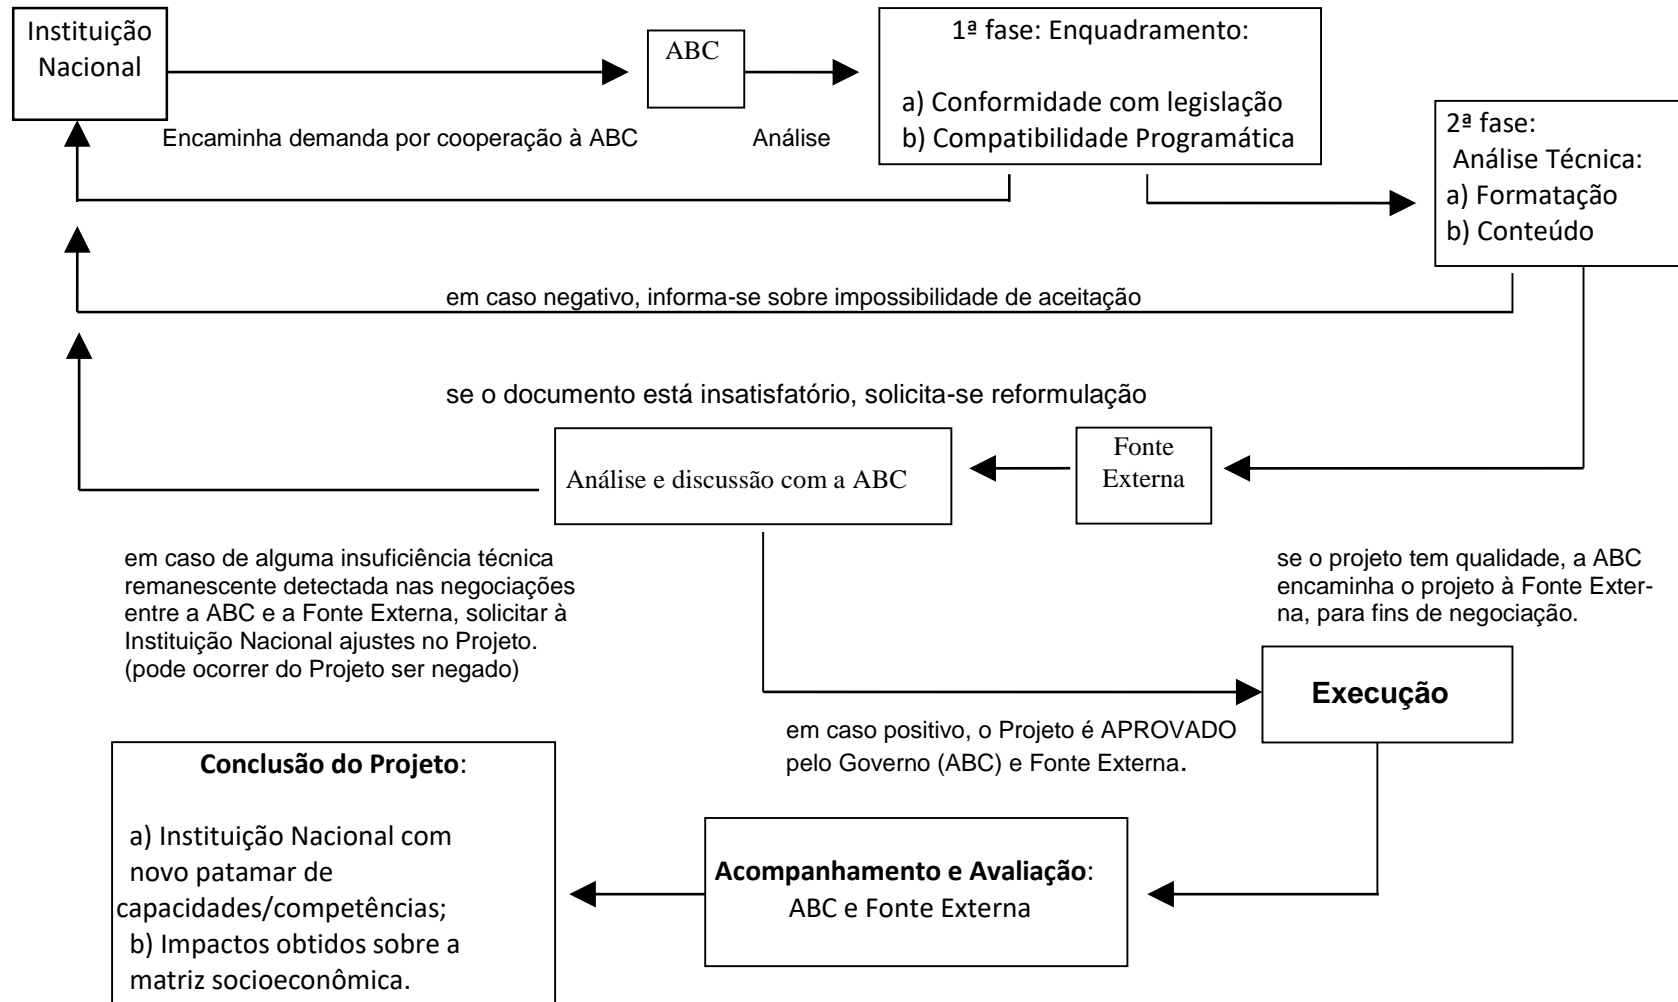 Instituição
Nacional
ABC
1ª fase: Enquadramento:
a) Conformidade com legislação
b) Compatibilidade Programática
Encaminha demanda por cooperação à ABC
Análise
2ª fase:
Análise Técnica:
a) Formatação
b) Conteúdo
em caso negativo, informa-se sobre impossibilidade de aceitação
se o documento está insatisfatório, solicita-se reformulação
Análise e discussão com a ABC
Fonte
Externa
em caso de alguma insuficiência técnica
remanescente detectada nas negociações
entre a ABC e a Fonte Externa, solicitar à
Instituição Nacional ajustes no Projeto.
(pode ocorrer do Projeto ser negado)
se o projeto tem qualidade, a ABC
encaminha o projeto à Fonte Exter-
na, para fins de negociação.
Execução
em caso positivo, o Projeto é APROVADO
pelo Governo (ABC) e Fonte Externa.
Conclusão do Projeto:
a) Instituição Nacional com
novo patamar de
capacidades/competências;
b) Impactos obtidos sobre a
matriz socioeconômica.
Acompanhamento e Avaliação:
ABC e Fonte Externa